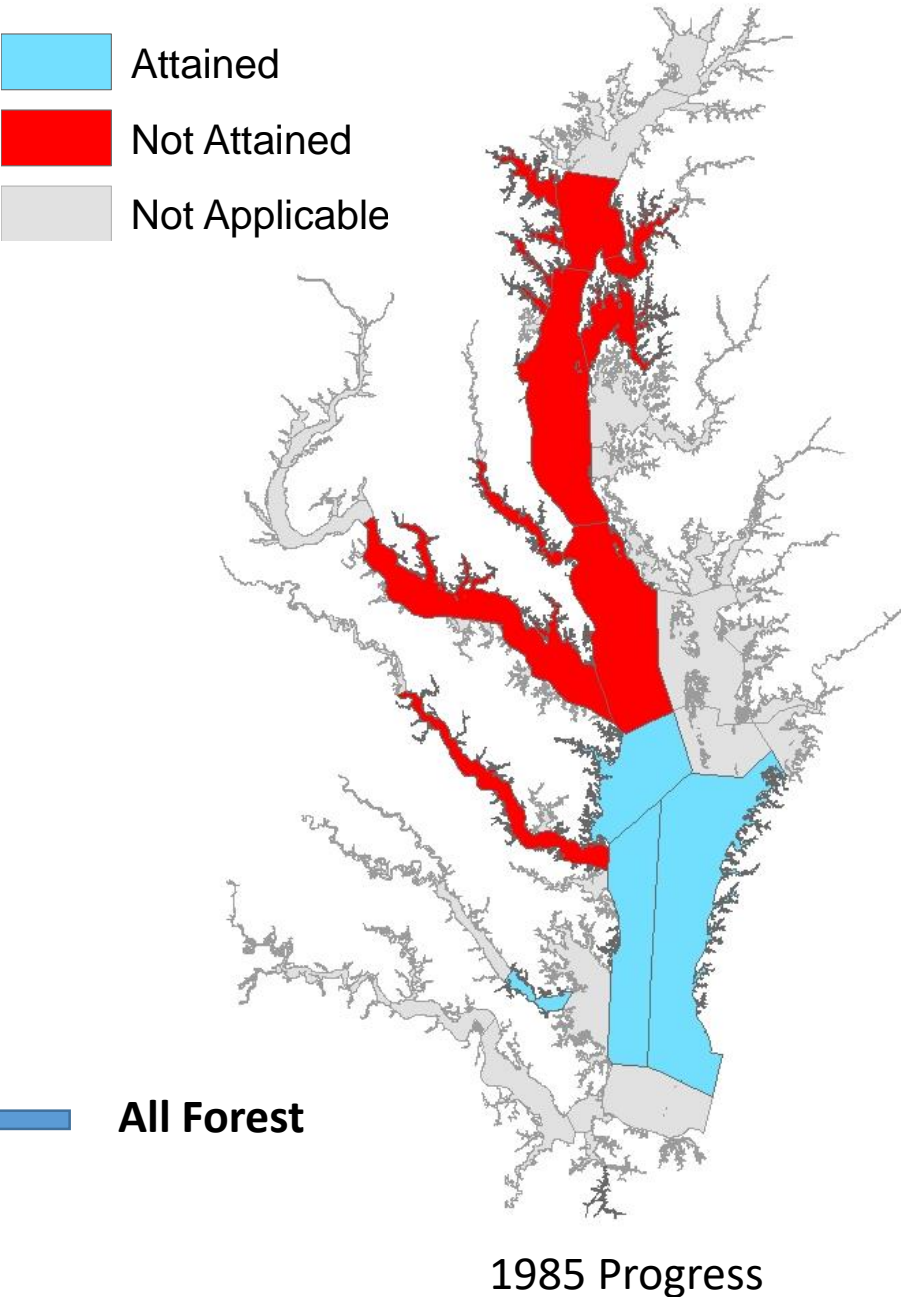 Attained
Not Attained
Not Applicable
All Forest
1985 Progress